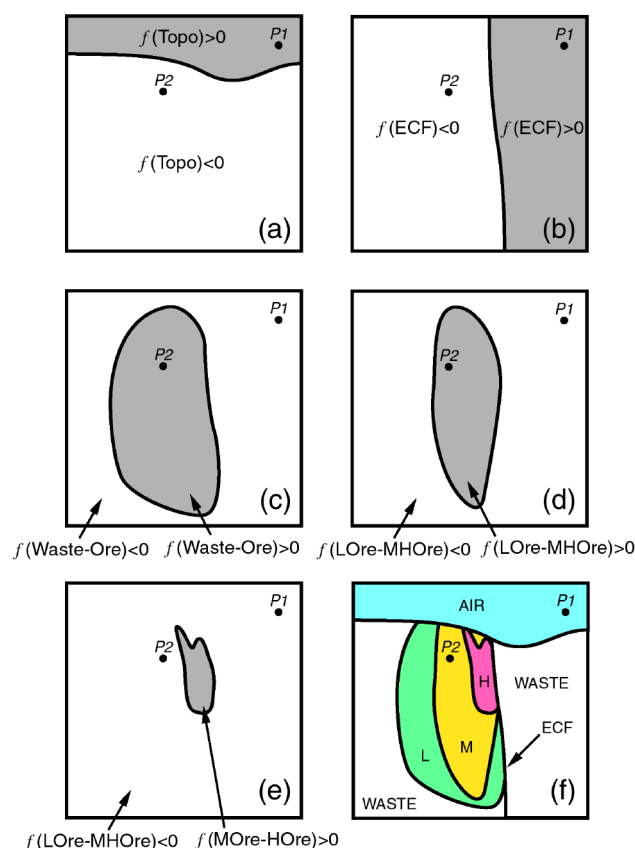 f(Topo)>0
P1
P2
f(Topo)<0
(a)
P1
P2
f(ECF)<0
f(ECF)>0
(b)
P1
P2
(c)
f(Waste-Ore)<0
f(Waste-Ore)>0
P1
P2
(d)
f(LOre-MHOre)<0
f(LOre-MHOre)>0
P1
P2
(e)
f(LOre-MHOre)<0
f(MOre-HOre)>0
AIR
P1
P2
H
WASTE
ECF
M
L
WASTE
(f)